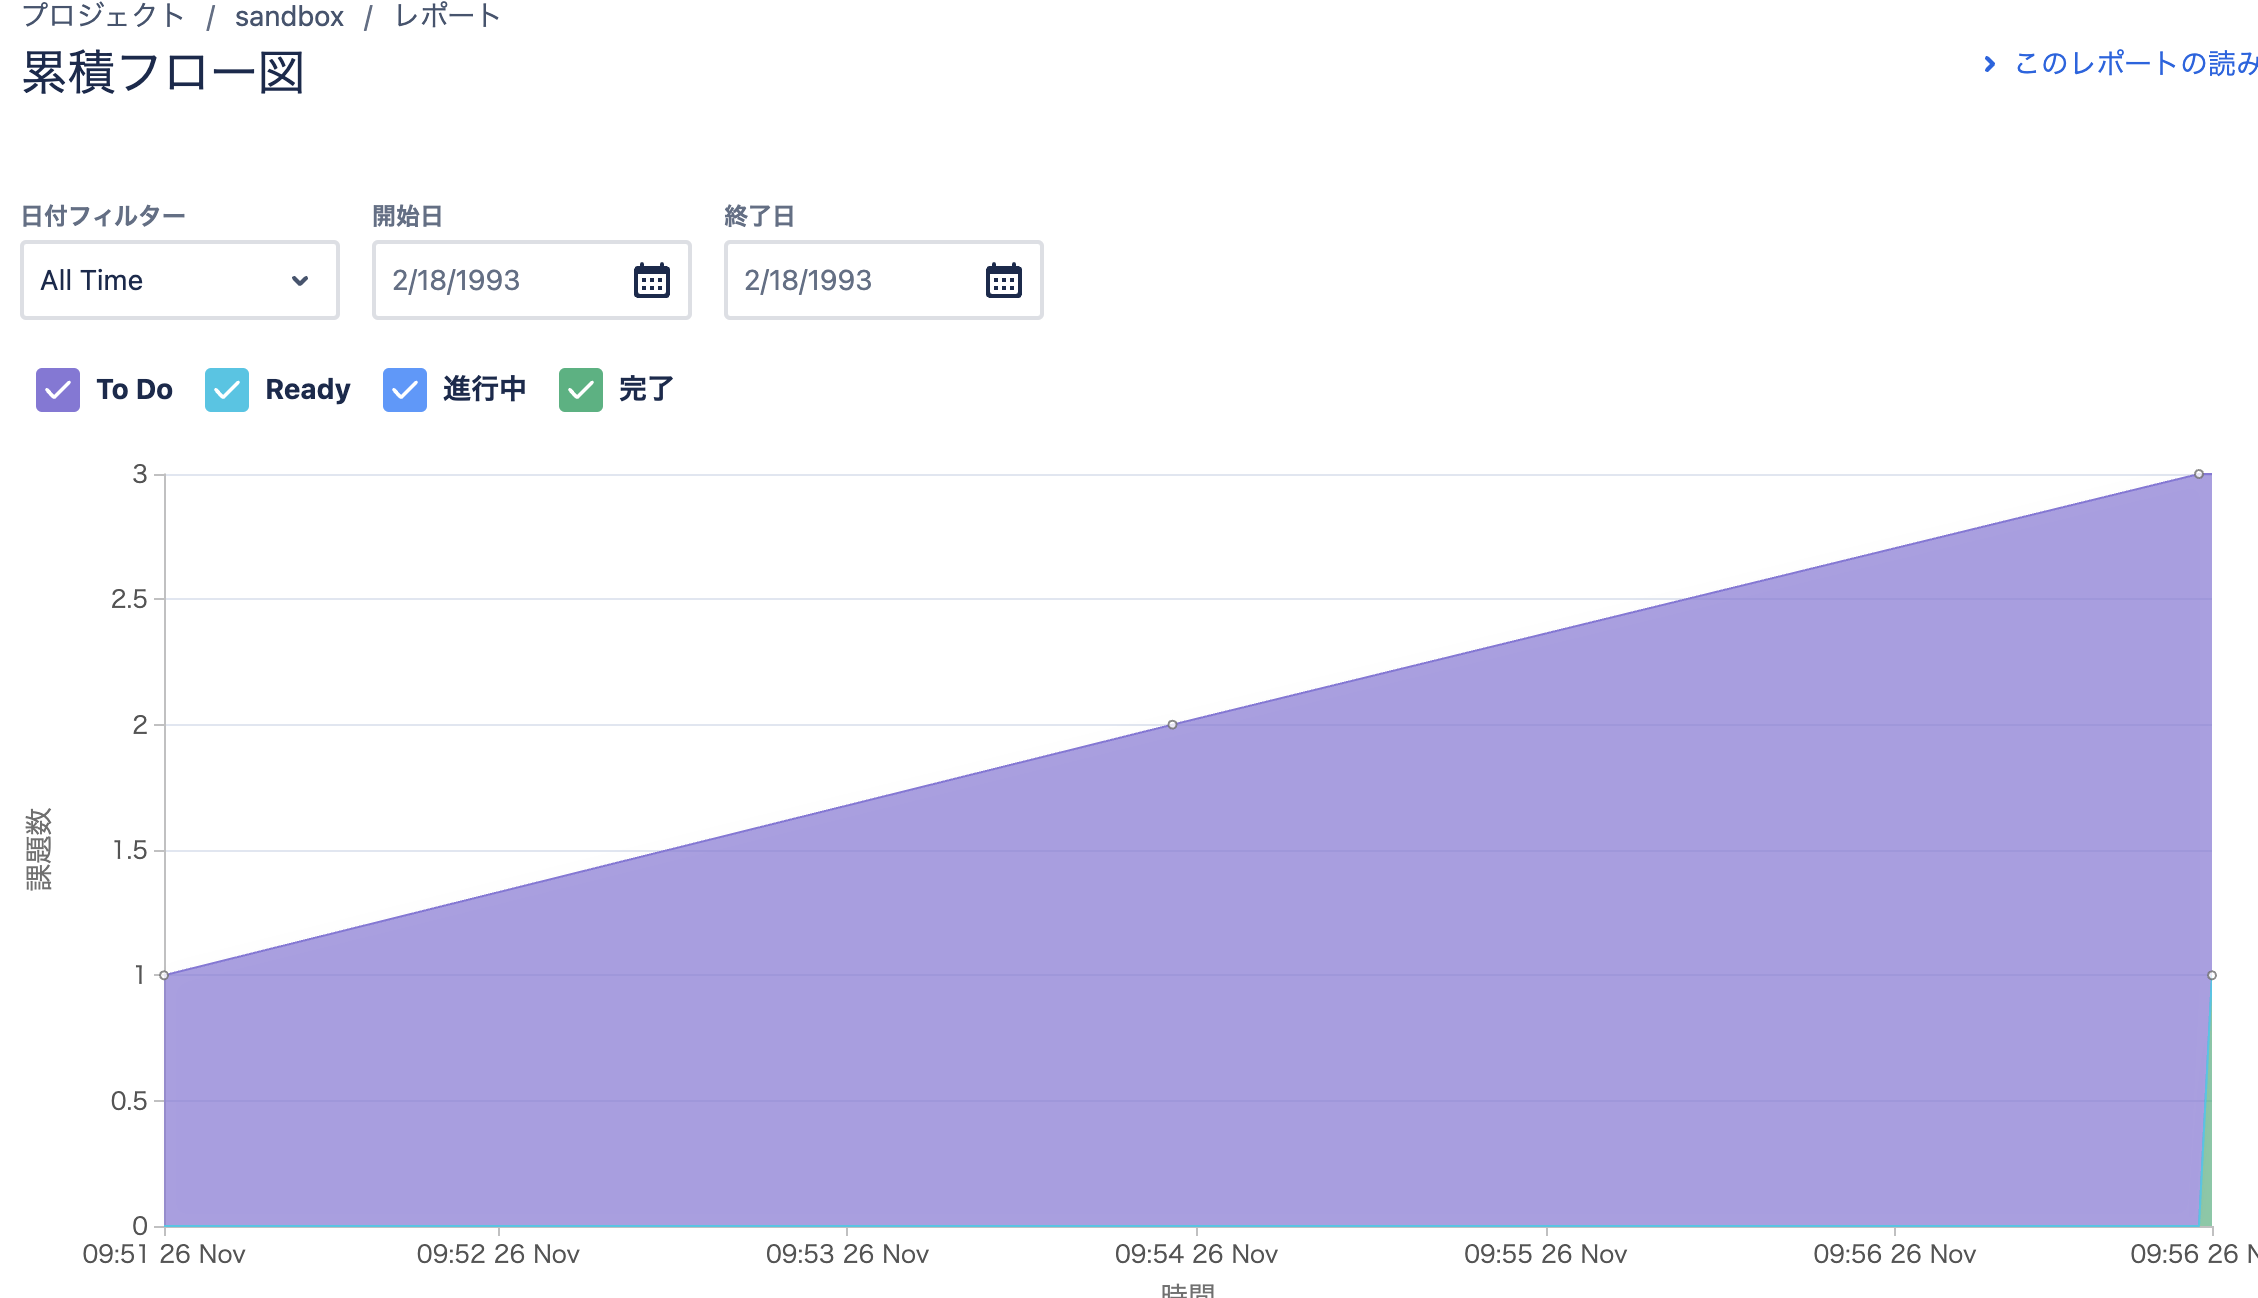 プロジェクト / sandbox / レポート
累積フロー図
このレポートの読み
日付フィルター 開始日 終了日
All Time 2/18/1993 2/18/1993
To Do Ready 進行中 完了
3
2.5
2
1.5
1
0.5
0
課題数
09:51 26 Nov 09:52 26 Nov 09:53 26 Nov 09:54 26 Nov 09:55 26 Nov 09:56 26 Nov 09:56 26 N
時間